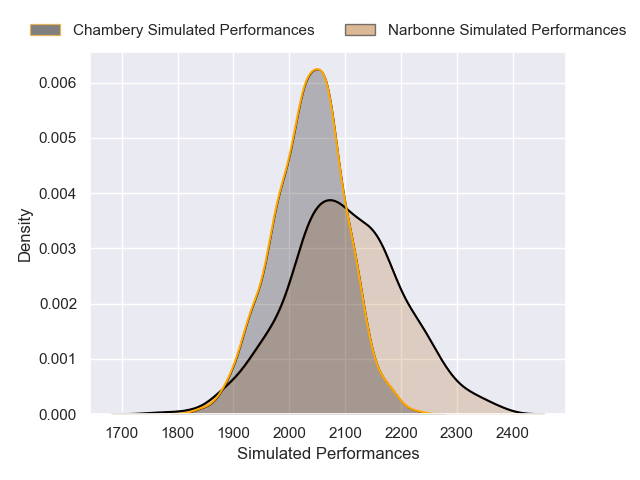 Chambery Simulated Performances
Narbonne Simulated Performances
0.006
0.005
0.004
0.003
0.002
0.001
0.000
Density
1700 1800 1900 2000 2100 2200 2300 2400
Simulated Performances